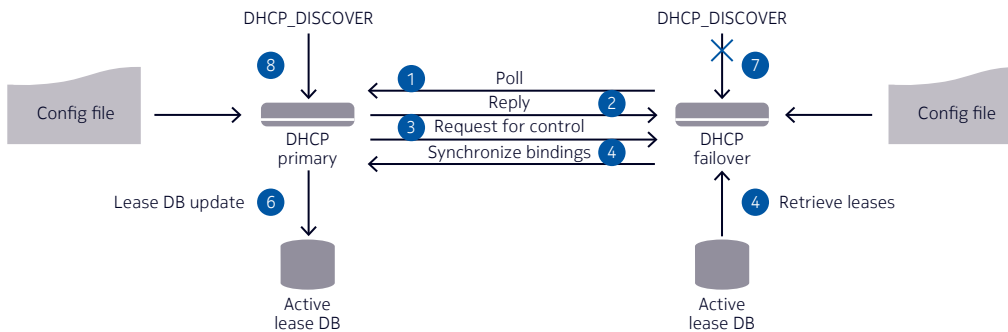 DHCP_DISCOVER
DHCP_DISCOVER
8
1
Poll
7
Config file
Reply
2
Config file
3
Request for control
DHCP
primary
Synchronize bindings
4
DHCP
failover
Lease DB update
6
4
Retrieve leases
Active
lease DB
Active
lease DB